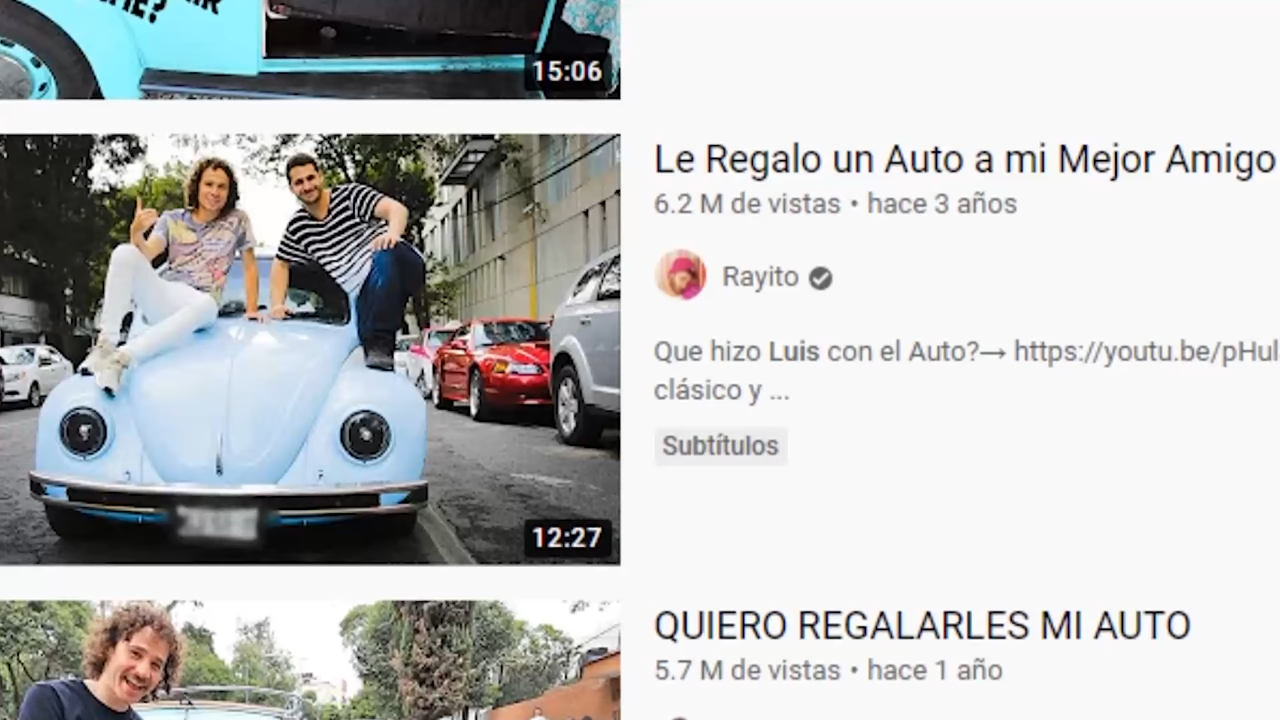 15:06
Le Regalo un Auto a mi Mejor Amigo
6.2 M de vistas • hace 3 años
Rayito
Que hizo Luis con el Auto?→ https://youtu.be/pHul
clásico y ...
Subtítulos
12:27
QUIERO REGALARLES MI AUTO
5.7 M de vistas • hace 1 año